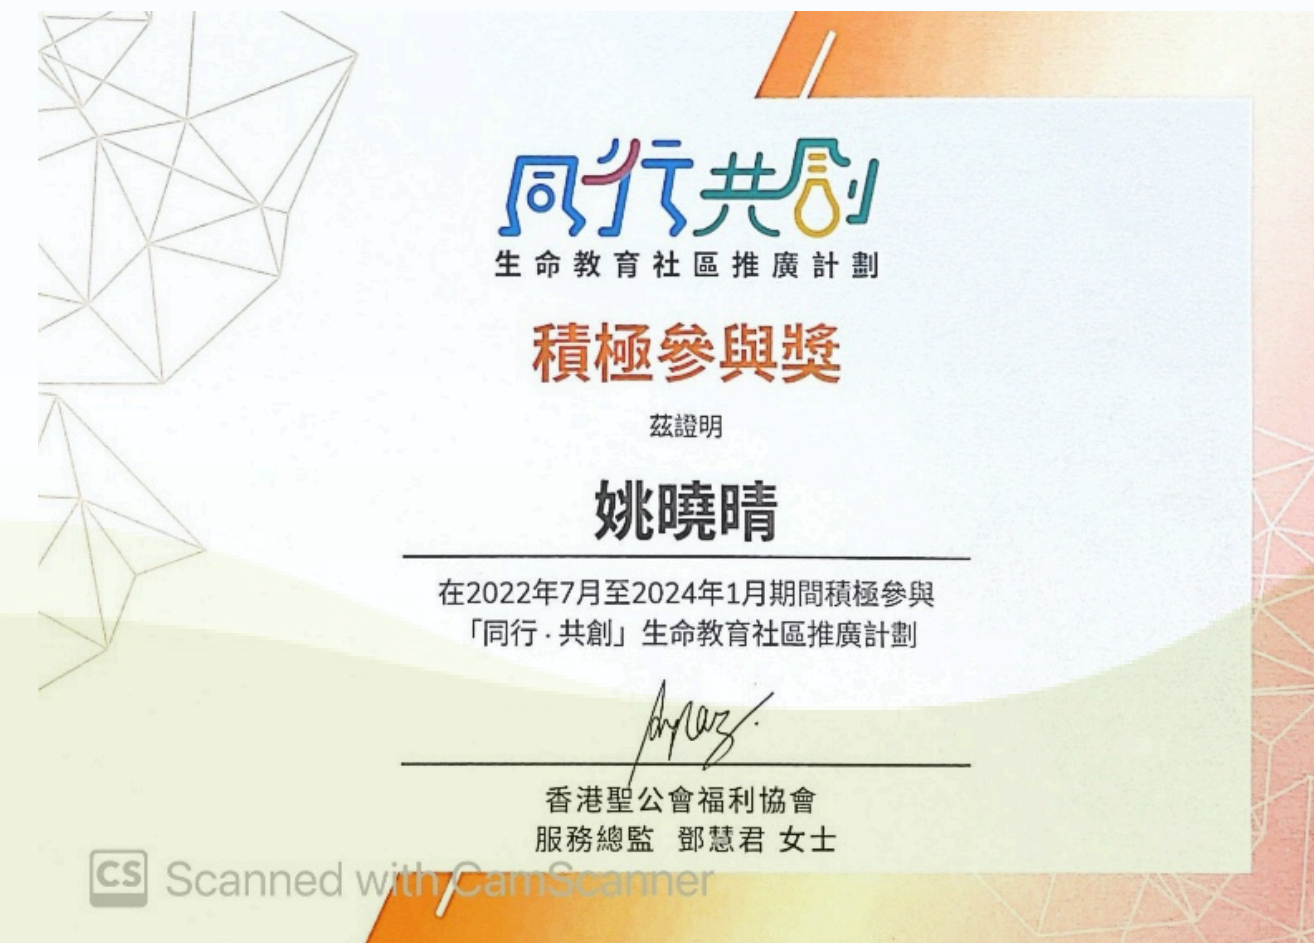 同行共創
生命教育社區推廣計劃
積極參與獎
茲證明
姚曉晴
在2022年7月至2024年1月期間積極參與
「同行．共創」生命教育社區推廣計劃
香港聖公會福利協會
服務總監 鄧慧君 女士
CS Scanned with CamScanner